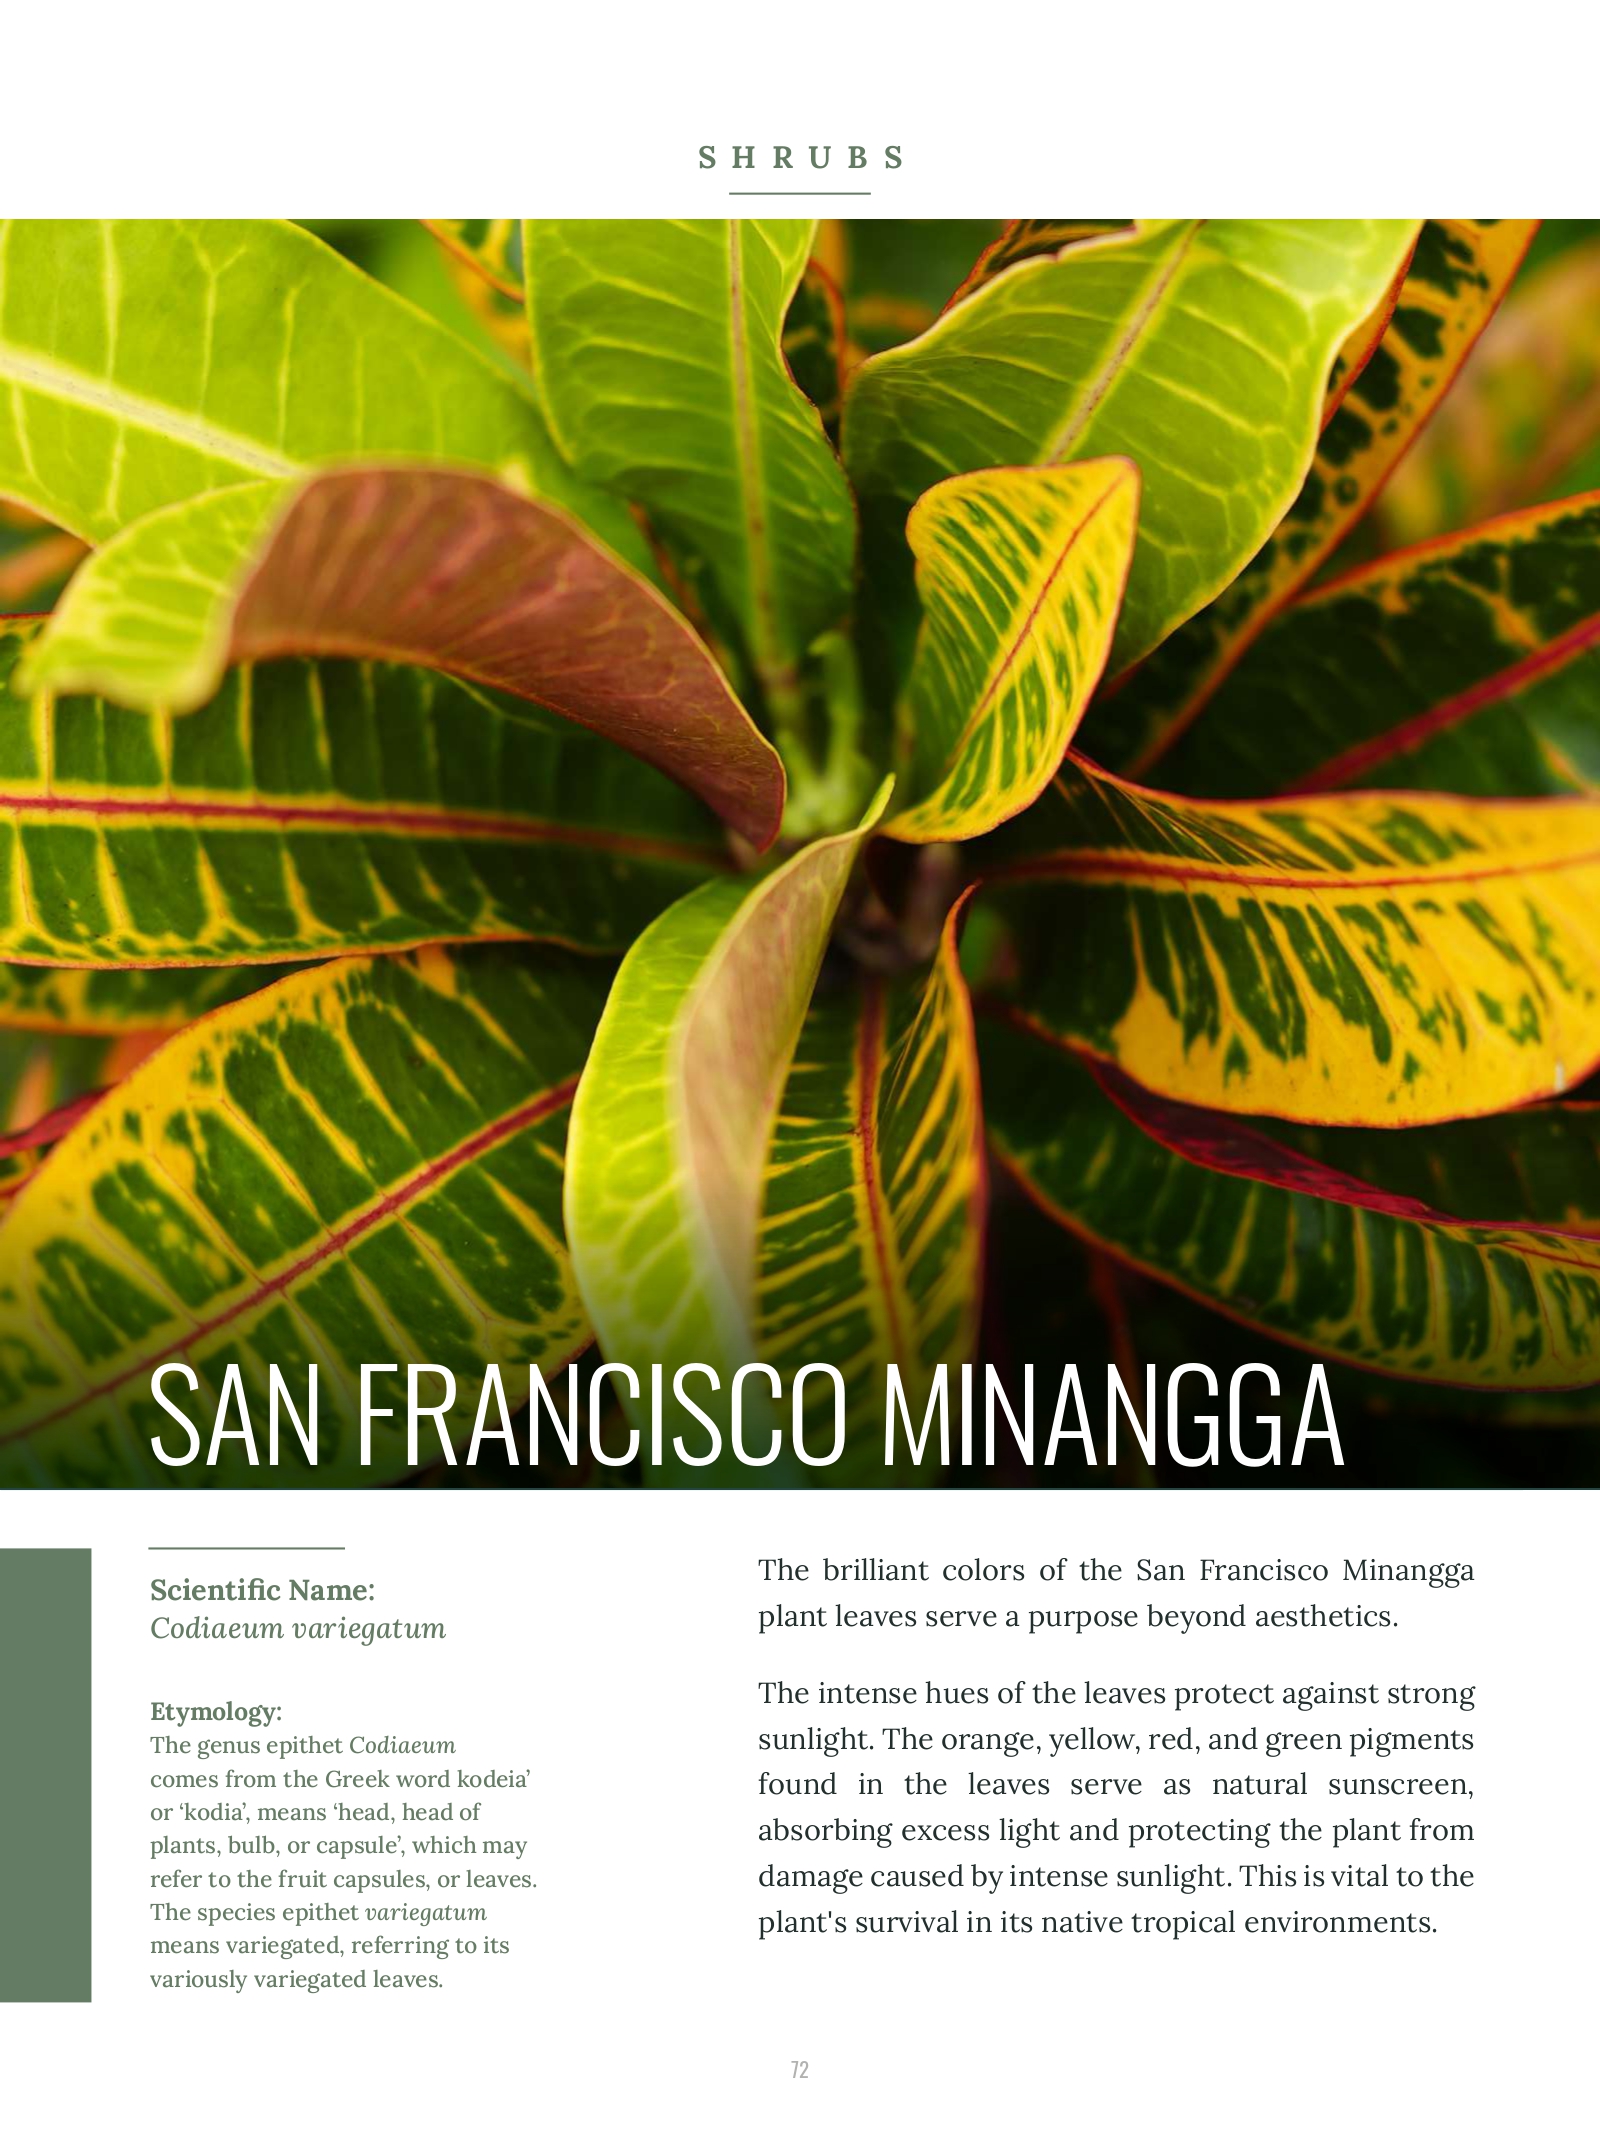 SHRUBS
SAN FRANCISCO MINANGGA
Scientific Name:
Codiaeum variegatum
Etymology:
The genus epithet Codiaeum
comes from the Greek word kodeia’
or ‘kodia’, means ‘head, head of
plants, bulb, or capsule’, which may
refer to the fruit capsules, or leaves.
The species epithet variegatum
means variegated, referring to its
variously variegated leaves.
The brilliant colors of the San Francisco Minangga
plant leaves serve a purpose beyond aesthetics.
The intense hues of the leaves protect against strong
sunlight. The orange, yellow, red, and green pigments
found in the leaves serve as natural sunscreen,
absorbing excess light and protecting the plant from
damage caused by intense sunlight. This is vital to the
plant's survival in its native tropical environments.
72